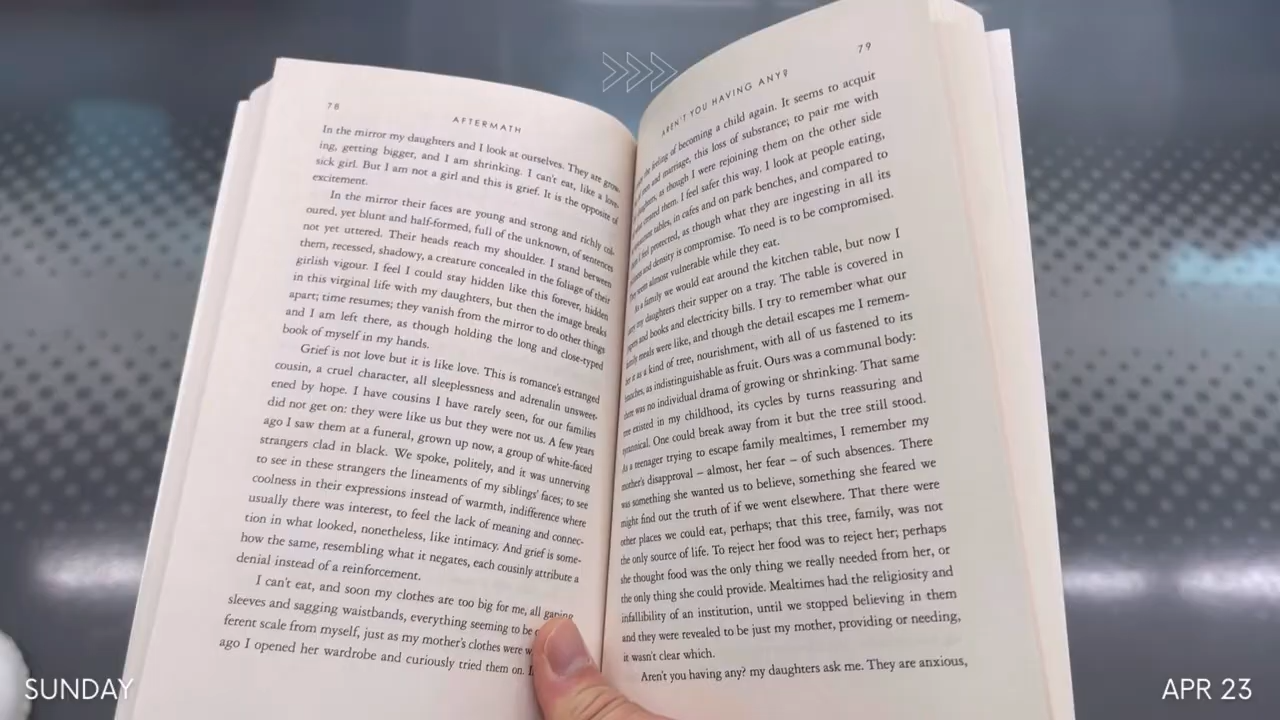 78
AFTERMATH
In the mirror my daughters and I look at ourselves. They are grow-
ing, getting bigger, and I am shrinking. I can't eat, like a love-
sick girl. But I am not a girl and this is grief. It is the opposite of
excitement.
In the mirror their faces are young and strong and richly col-
oured, yet blunt and half-formed, full of the unknown, of sentences
not yet uttered. Their heads reach my shoulder. I stand between
them, recessed, shadowy, a creature concealed in the foliage of their
girlish vigour. I feel I could stay hidden like this forever, hidden
in this virginal life with my daughters, but then the image breaks
apart; time resumes; they vanish from the mirror to do other things
and I am left there, as though holding the long and close-typed
book of myself in my hands.
Grief is not love but it is like love. This is romance's estranged
cousin, a cruel character, all sleeplessness and adrenalin unsweet-
ened by hope. I have cousins I have rarely seen, for our families
did not get on: they were like us but they were not us. A few years
ago I saw them at a funeral, grown up now, a group of white-faced
strangers clad in black. We spoke, politely, and it was unnerving
to see in these strangers the lineaments of my siblings' faces; to see
coolness in their expressions instead of warmth, indifference where
usually there was interest, to feel the lack of meaning and connec-
tion in what looked, nonetheless, like intimacy. And grief is some-
how the same, resembling what it negates, each cousinly attribute a
denial instead of a reinforcement.
I can't eat, and soon my clothes are too big for me, all gaping
sleeves and sagging waistbands, everything seeming to be
ferent scale from myself, just as my mother's clothes were
ago I opened her wardrobe and curiously tried them on.
AREN'T YOU HAVING ANY?
79
the feeling of becoming a child again. It seems to acquit
and marriage, this loss of substance; to pair me with
as though I were rejoining them on the other side
created them. I feel safer this way. I look at people eating,
tables, in cafes and on park benches, and compared to
I feel protected, as though what they are ingesting in all its
and density is compromise. To need is to be compromised.
They seem almost vulnerable while they eat.
As a family we would eat around the kitchen table, but now I
my daughters their supper on a tray. The table is covered in
and books and electricity bills. I try to remember what our
family meals were like, and though the detail escapes me I remem-
ber it as a kind of tree, nourishment, with all of us fastened to its
branches, as indistinguishable as fruit. Ours was a communal body:
there was no individual drama of growing or shrinking. That same
tree existed in my childhood, its cycles by turns reassuring and
tyrannical. One could break away from it but the tree still stood.
As a teenager trying to escape family mealtimes, I remember my
mother's disapproval – almost, her fear – of such absences. There
was something she wanted us to believe, something she feared we
might find out the truth of if we went elsewhere. That there were
other places we could eat, perhaps; that this tree, family, was not
the only source of life. To reject her food was to reject her; perhaps
she thought food was the only thing we really needed from her, or
the only thing she could provide. Mealtimes had the religiosity and
infallibility of an institution, until we stopped believing in them
and they were revealed to be just my mother, providing or needing,
it wasn't clear which.
Aren't you having any? my daughters ask me. They are anxious,
SUNDAY
APR 23